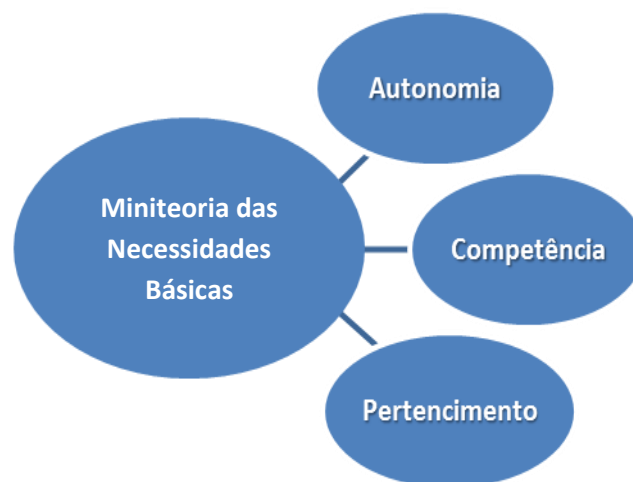 Autonomia
Miniteoria das
Necessidades
Básicas
Competência
Pertencimento